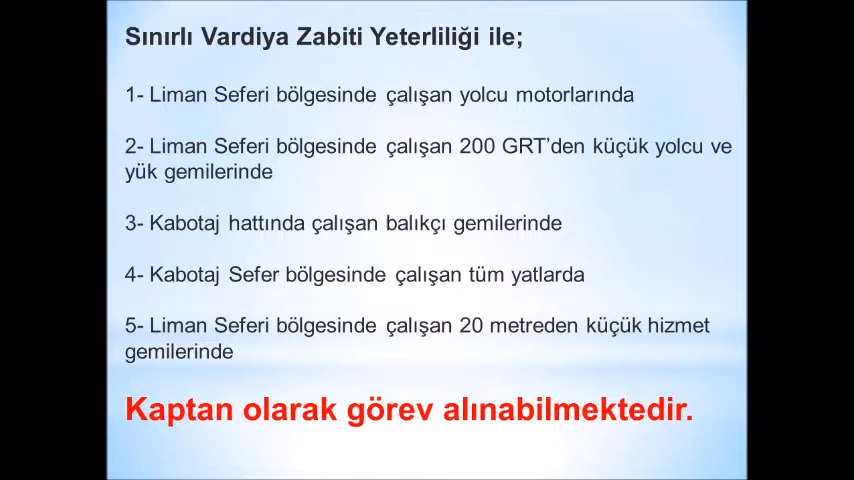 Sınırlı Vardiya Zabiti Yeterliliği ile;
1- Liman Seferi bölgesinde çalışan yolcu motorlarında
2- Liman Seferi bölgesinde çalışan 200 GRT’den küçük yolcu ve
yük gemilerinde
3- Kabotaj hattında çalışan balıkçı gemilerinde
4- Kabotaj Sefer bölgesinde çalışan tüm yatlarda
5- Liman Seferi bölgesinde çalışan 20 metreden küçük hizmet
gemilerinde
Kaptan olarak görev alınabilmektedir.